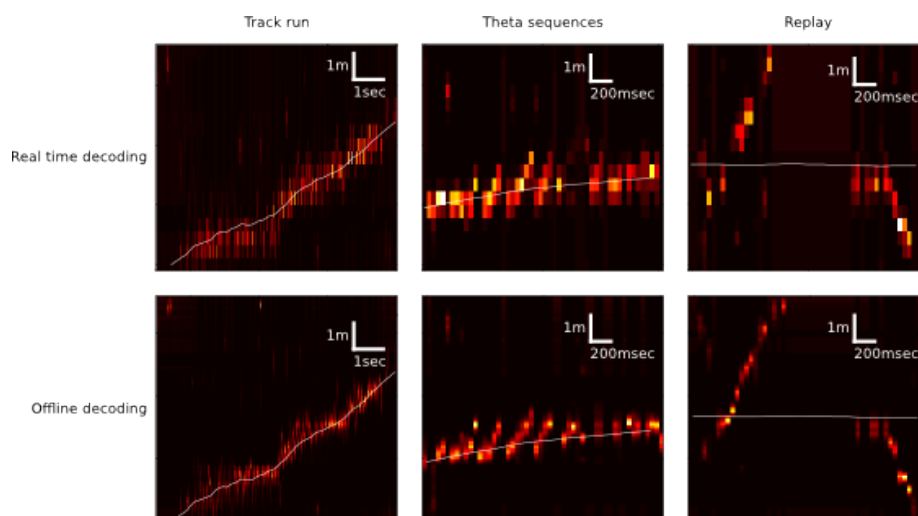 Track run
Theta sequences
Replay
Real time decoding
1m
1sec
1m
200msec
1m
200msec
Offline decoding
1m
1sec
1m
200msec
1m
200msec